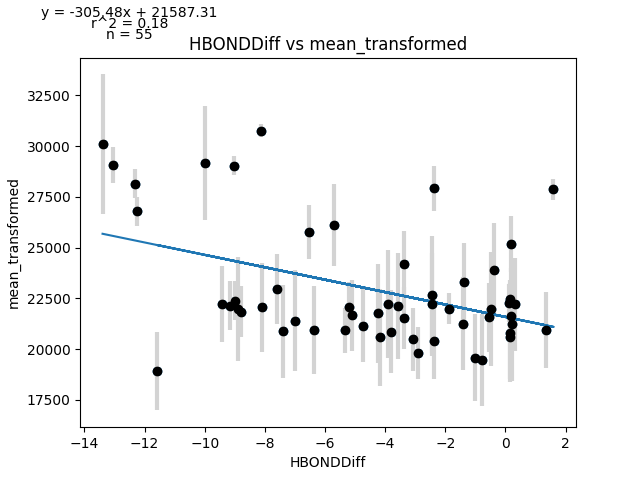 y = -305.48x + 21587.31
r^2 = 0.18
n = 55
HBONDDiff vs mean_transformed
mean_transformed
32500
30000
27500
25000
22500
20000
17500
−14
−12
−10
−8
−6
−4
−2
0
2
HBONDDiff